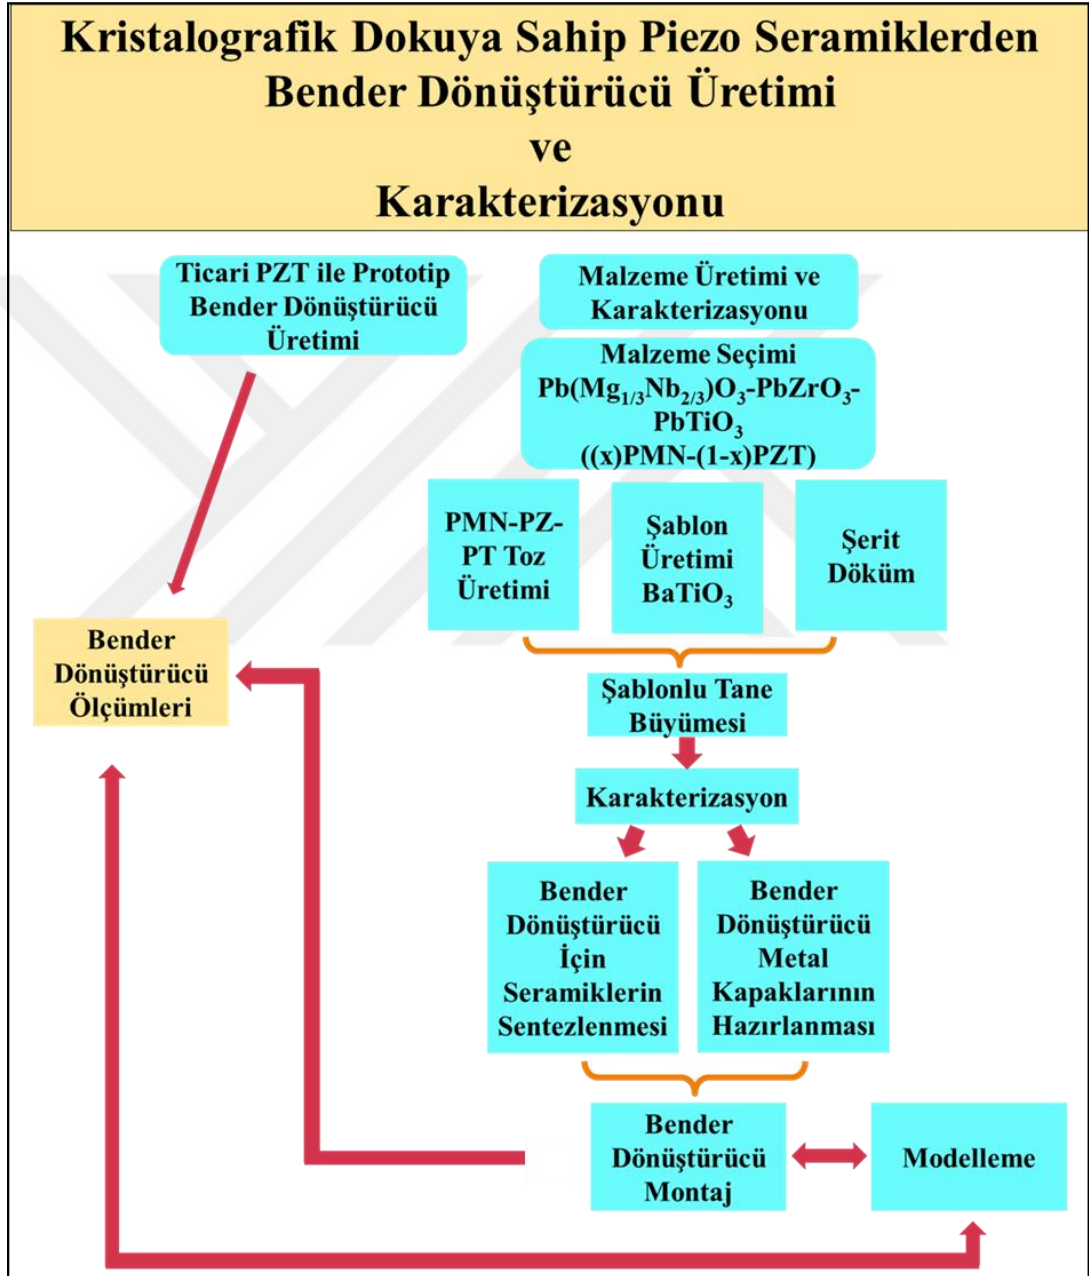 Kristalografik Dokuya Sahip Piezo Seramiklerden
Bender Dönüştürücü Üretimi
ve
Karakterizasyonu
Ticari PZT ile Prototip
Bender Dönüştürücü
Üretimi
Malzeme Üretimi ve
Karakterizasyonu
Malzeme Seçimi
Pb(Mg₁/₃Nb₂/₃)O₃-PbZrO₃-
PbTiO₃
((x)PMN-(1-x)PZT)
PMN-PZ-
PT Toz
Üretimi
Şablon
Üretimi
BaTiO₃
Şerit
Döküm
Bender
Dönüştürücü
Ölçümleri
Şablonlu Tane
Büyümesi
Karakterizasyon
Bender
Dönüştürücü
İçin
Seramiklerin
Sentezlenmesi
Bender
Dönüştürücü
Metal
Kapaklarının
Hazırlanması
Bender
Dönüştürücü
Montaj
Modelleme